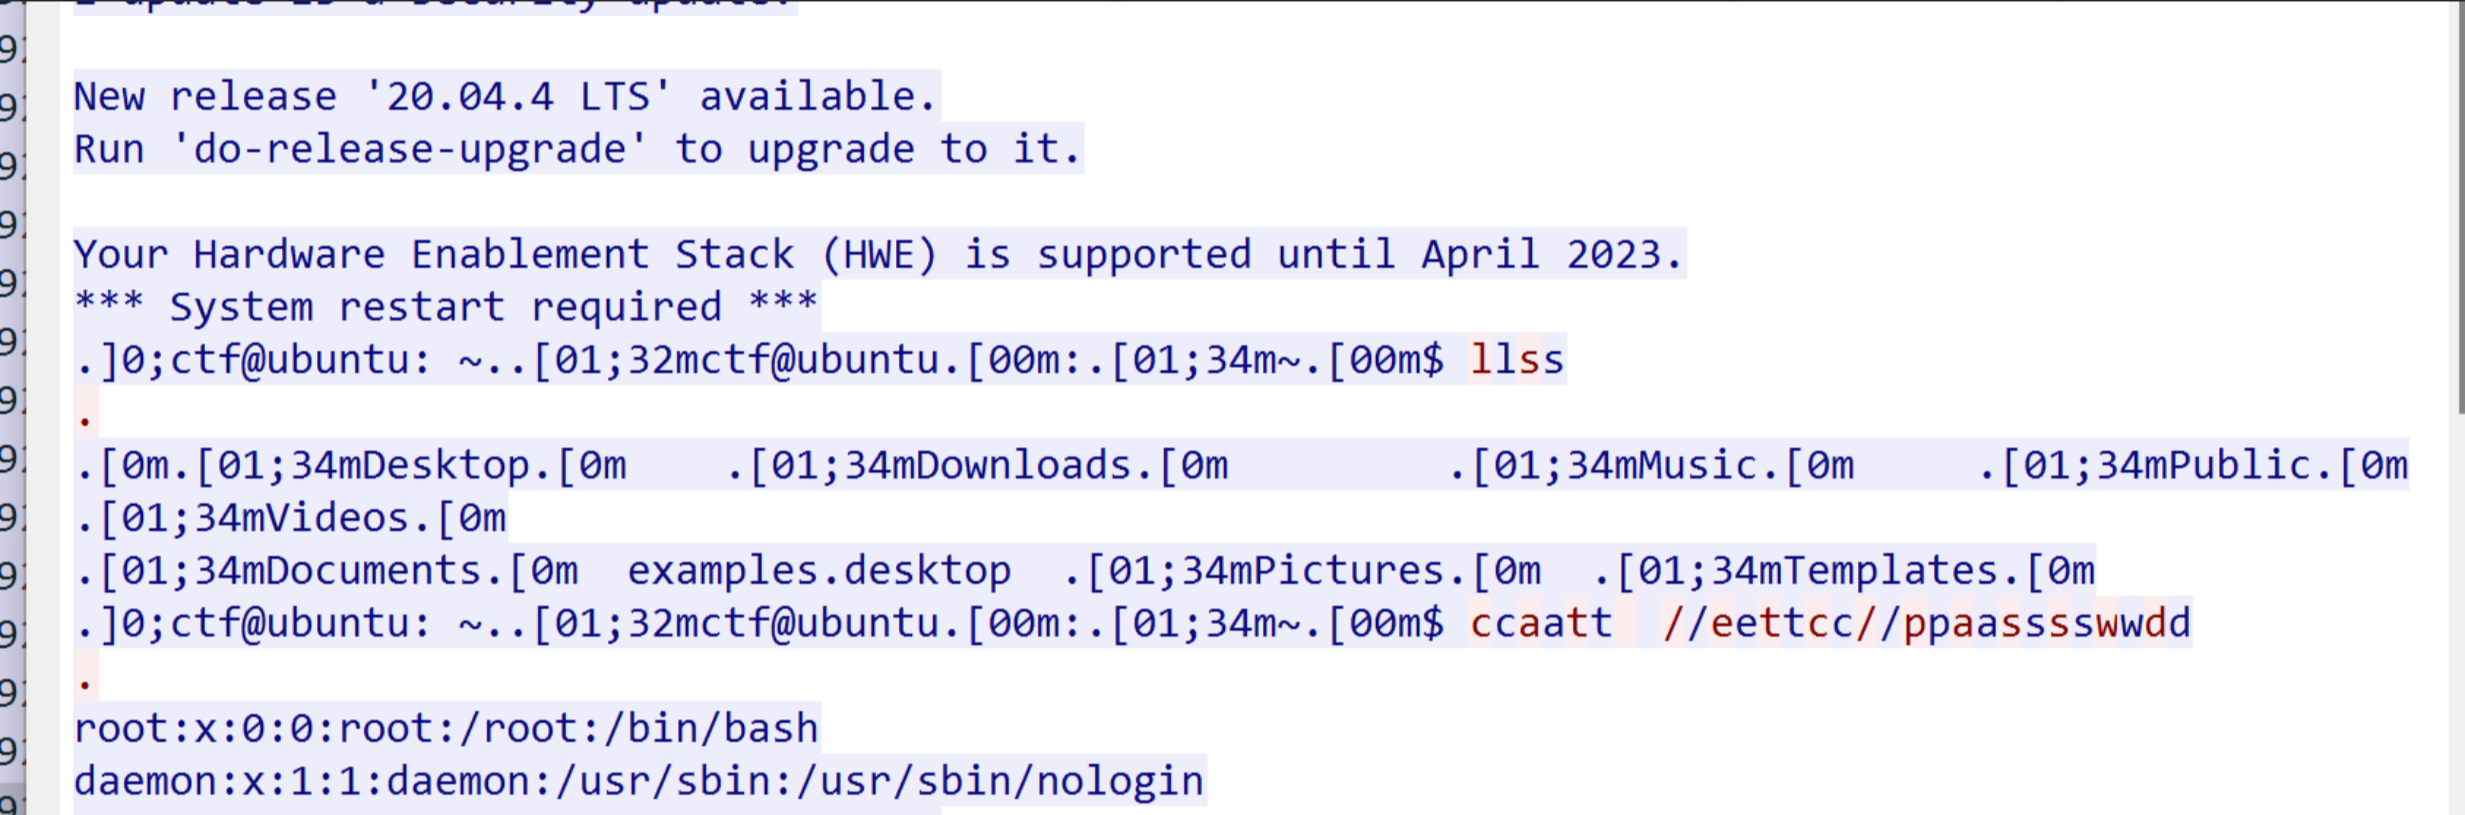 New release '20.04.4 LTS' available.
Run 'do-release-upgrade' to upgrade to it.
Your Hardware Enablement Stack (HWE) is supported until April 2023.
*** System restart required ***
.]0;ctf@ubuntu: ~..[01;32mctf@ubuntu.[00m:.[01;34m~.[00m$ llss
.
.[0m.[01;34mDesktop.[0m    .[01;34mDownloads.[0m         .[01;34mMusic.[0m     .[01;34mPublic.[0m
.[01;34mVideos.[0m
.[01;34mDocuments.[0m  examples.desktop  .[01;34mPictures.[0m  .[01;34mTemplates.[0m
.]0;ctf@ubuntu: ~..[01;32mctf@ubuntu.[00m:.[01;34m~.[00m$ ccaatt  //eettcc//ppaasssswwdd
.
root:x:0:0:root:/root:/bin/bash
daemon:x:1:1:daemon:/usr/sbin:/usr/sbin/nologin